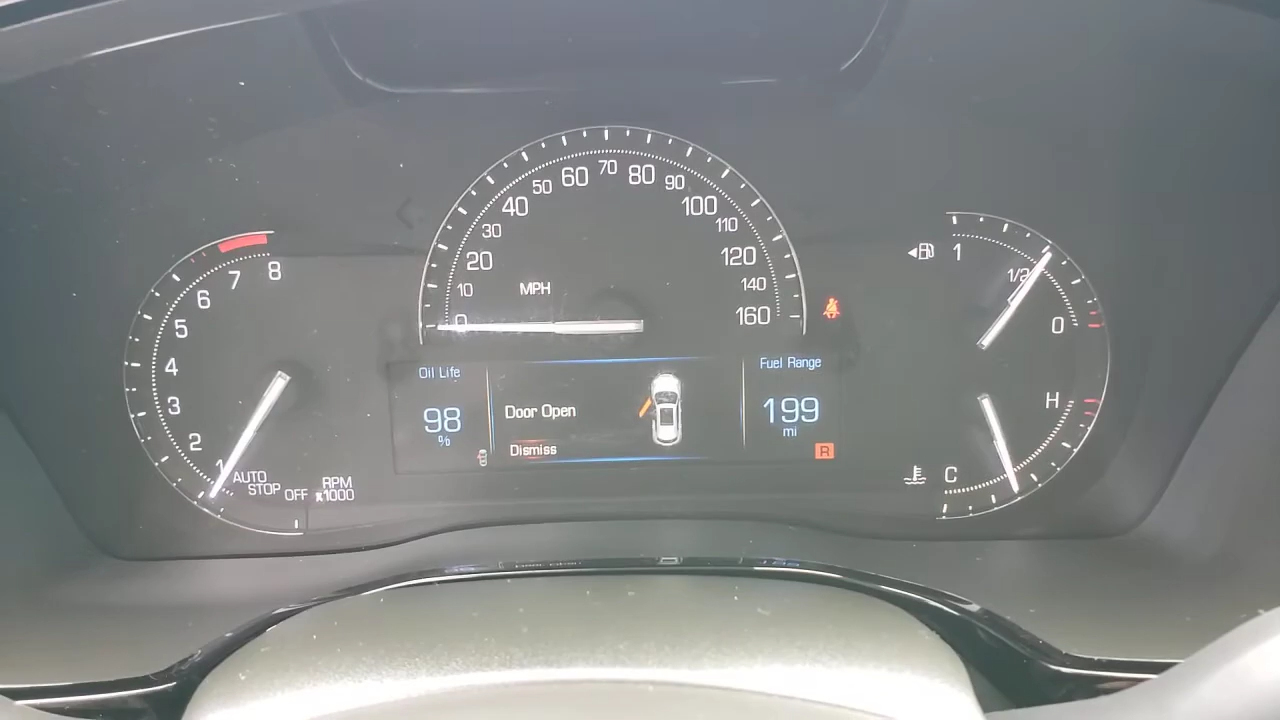 0
10
20
30
40
50
60
70
80
90
100
110
120
140
160
MPH
8
7
6
5
4
3
2
1
AUTO
STOP
OFF
RPM
x1000
1
1/2
0
H
C
Oil Life
98
%
Door Open
Dismiss
Fuel Range
199
mi
R